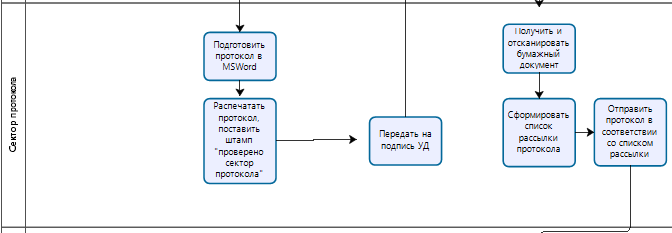 Сектор протокола
Подготовить
протокол в
MSWord
Распечатать
протокол,
поставить
штамп
"проверено
сектор
протокола"
Передать на
подпись УД
Получить и
отсканировать
бумажный
документ
Сформировать
список
рассылки
протокола
Отправить
протокол в
соответствии
со списком
рассылки